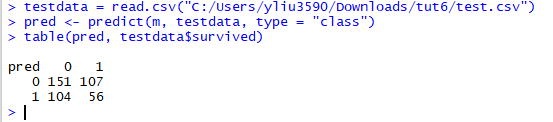 > testdata = read.csv("C:/Users/yliu3590/Downloads/tut6/test.csv")
> pred <- predict(m, testdata, type = "class")
> table(pred, testdata$survived)
pred 0 1
0 151 107
1 104 56
>